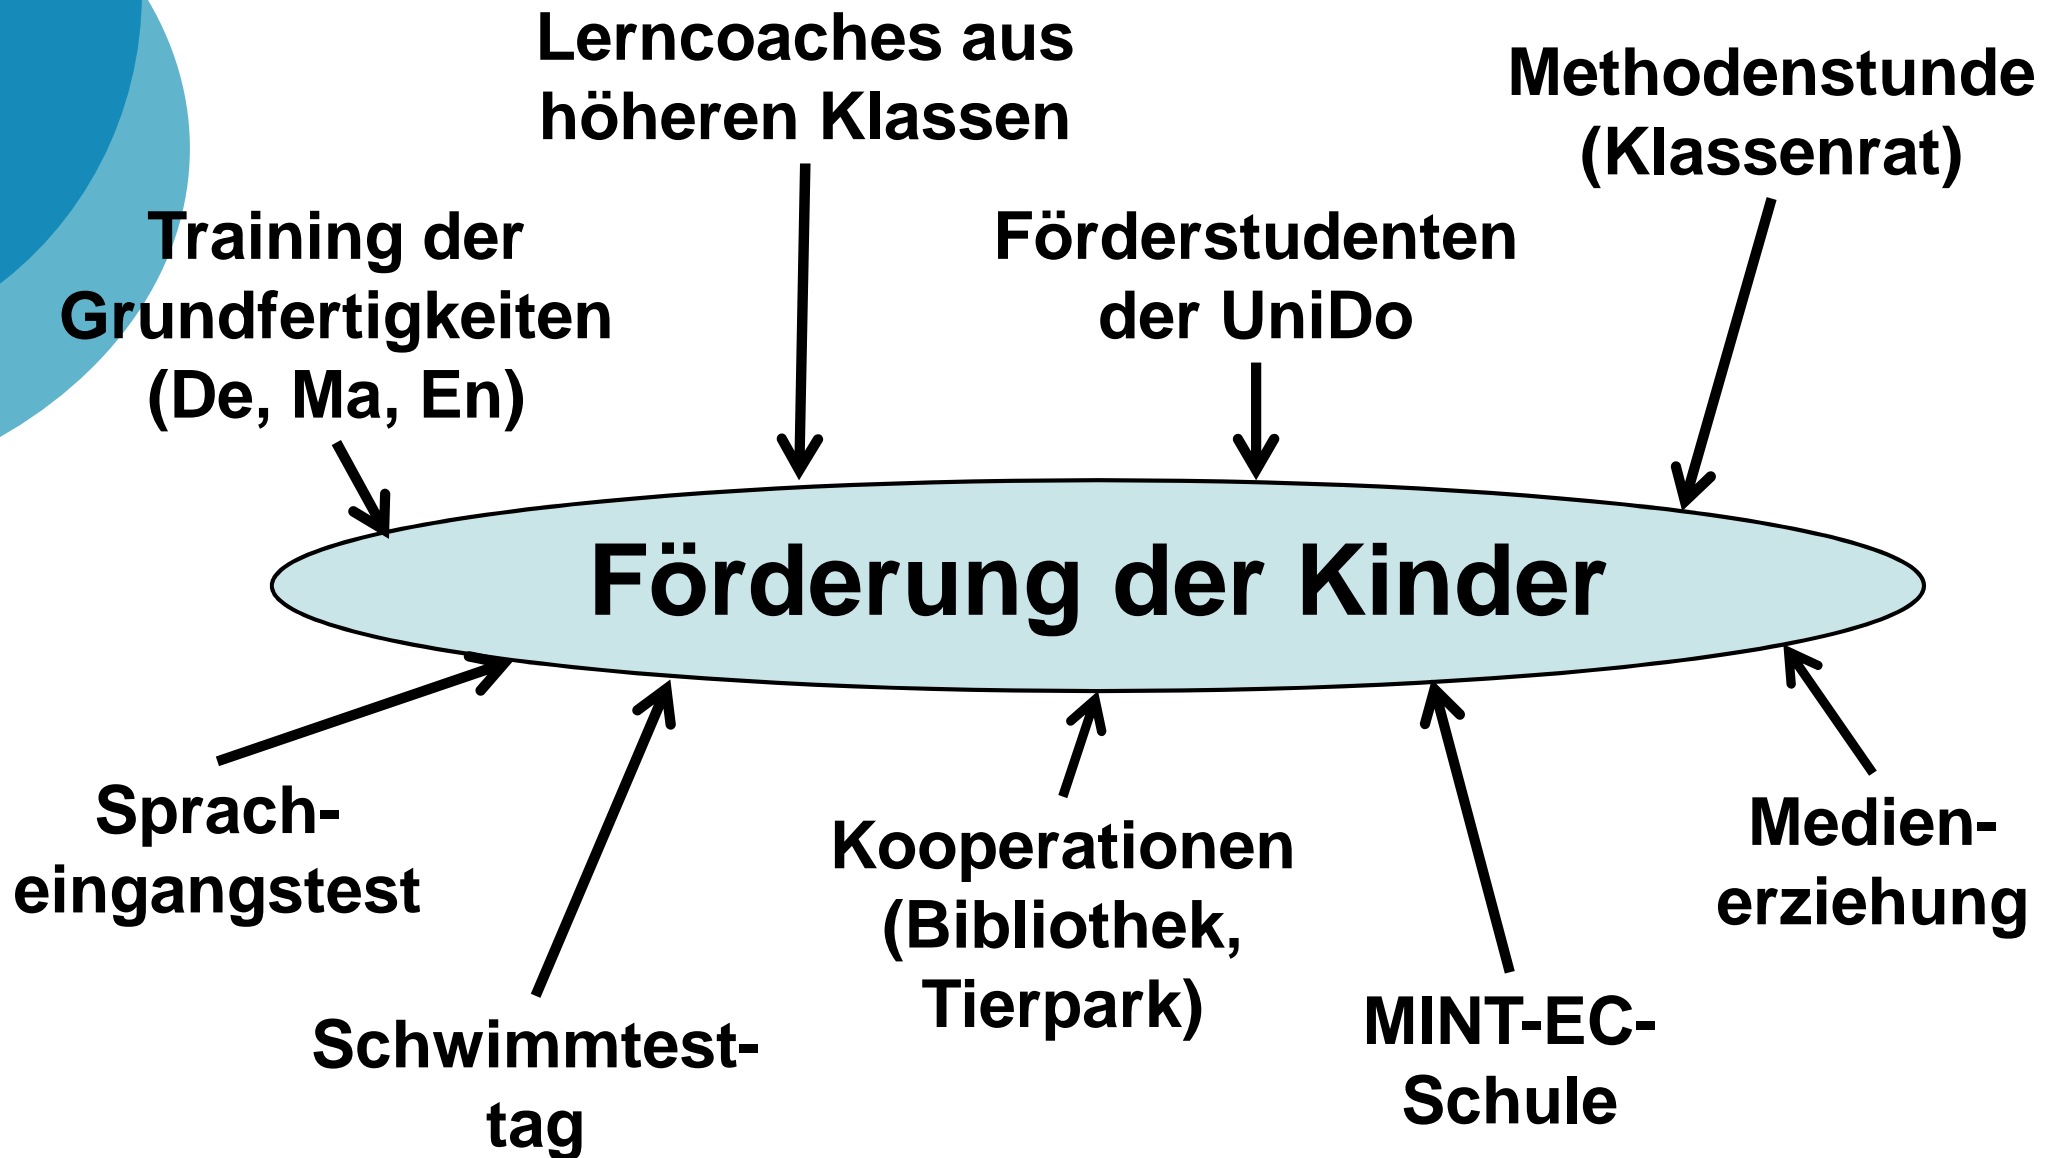 Lerncoaches aus
höheren Klassen
Methodenstunde
(Klassenrat)
Training der
Grundfertigkeiten
(De, Ma, En)
Förderstudenten
der UniDo
Förderung der Kinder
Sprach-
eingangstest
Schwimmtest-
tag
Kooperationen
(Bibliothek,
Tierpark)
MINT-EC-
Schule
Medien-
erziehung